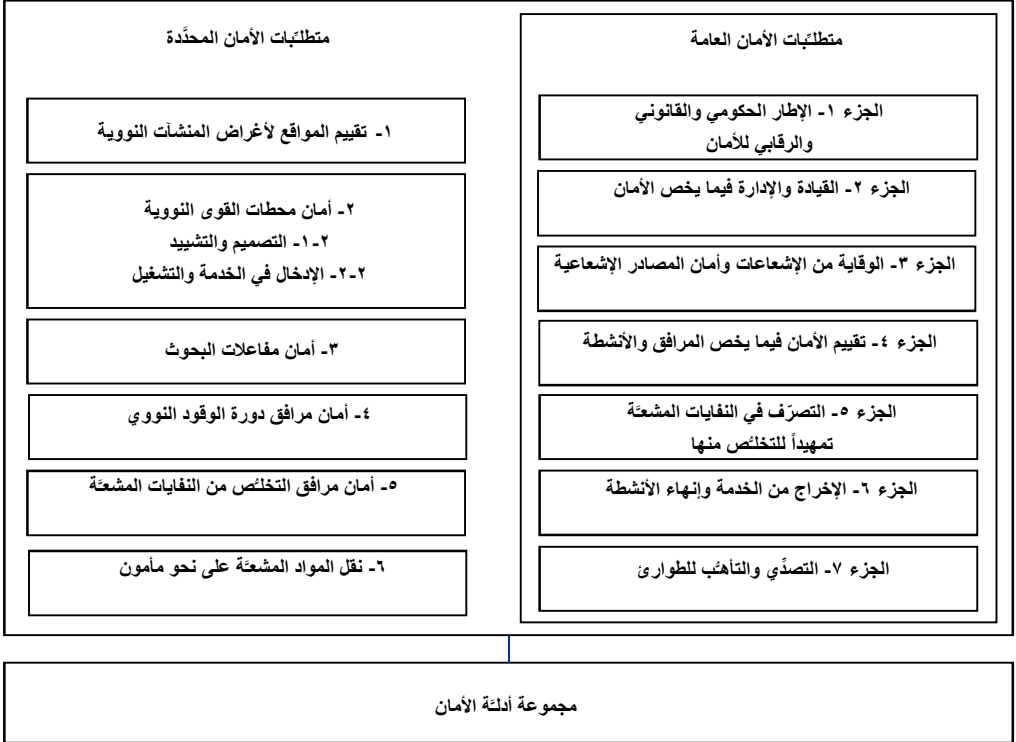 متطلبات الأمان العامة
الجزء ١- الإطار الحكومي والقانوني
والرقابي للأمان
الجزء ٢- القيادة والإدارة فيما يخص الأمان
الجزء ٣- الوقاية من الإشعاعات وأمان المصادر الإشعاعية
الجزء ٤- تقييم الأمان فيما يخص المرافق والأنشطة
الجزء ٥- التصرّف في النفايات المشعَّة
تمهيداً للتخلُّص منها
الجزء ٦- الإخراج من الخدمة وإنهاء الأنشطة
الجزء ٧- التصدِّي والتأهُّب للطوارئ
متطلبات الأمان المحدَّدة
١- تقييم المواقع لأغراض المنشآت النووية
٢- أمان محطات القوى النووية
٢-١- التصميم والتشييد
٢-٢- الإدخال في الخدمة والتشغيل
٣- أمان مفاعلات البحوث
٤- أمان مرافق دورة الوقود النووي
٥- أمان مرافق التخلُّص من النفايات المشعَّة
٦- نقل المواد المشعَّة على نحو مأمون
مجموعة أدلَّة الأمان